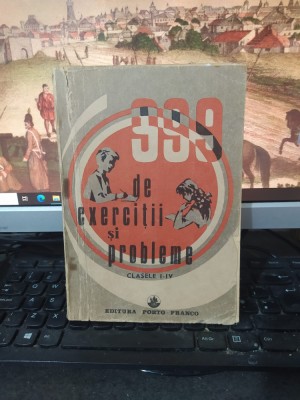 999
de
exerciții
și
probleme
CLASELE I-IV
EDITURA PORTO-FRANCO